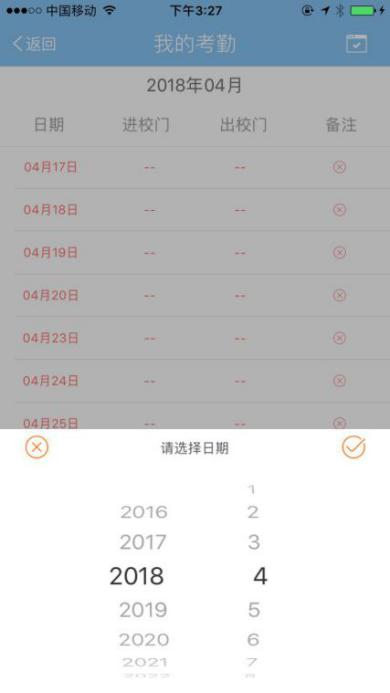 中国移动 下午3:27
返回 我的考勤
2018年04月
日期 进校门 出校门 备注
04月17日 -- --
04月18日 -- --
04月19日 -- --
04月20日 -- --
04月23日 -- --
04月24日 -- --
04月25日 -- --
请选择日期
1
2016 2
2017 3
2018 4
2019 5
2020 6
2021 7
2022 8